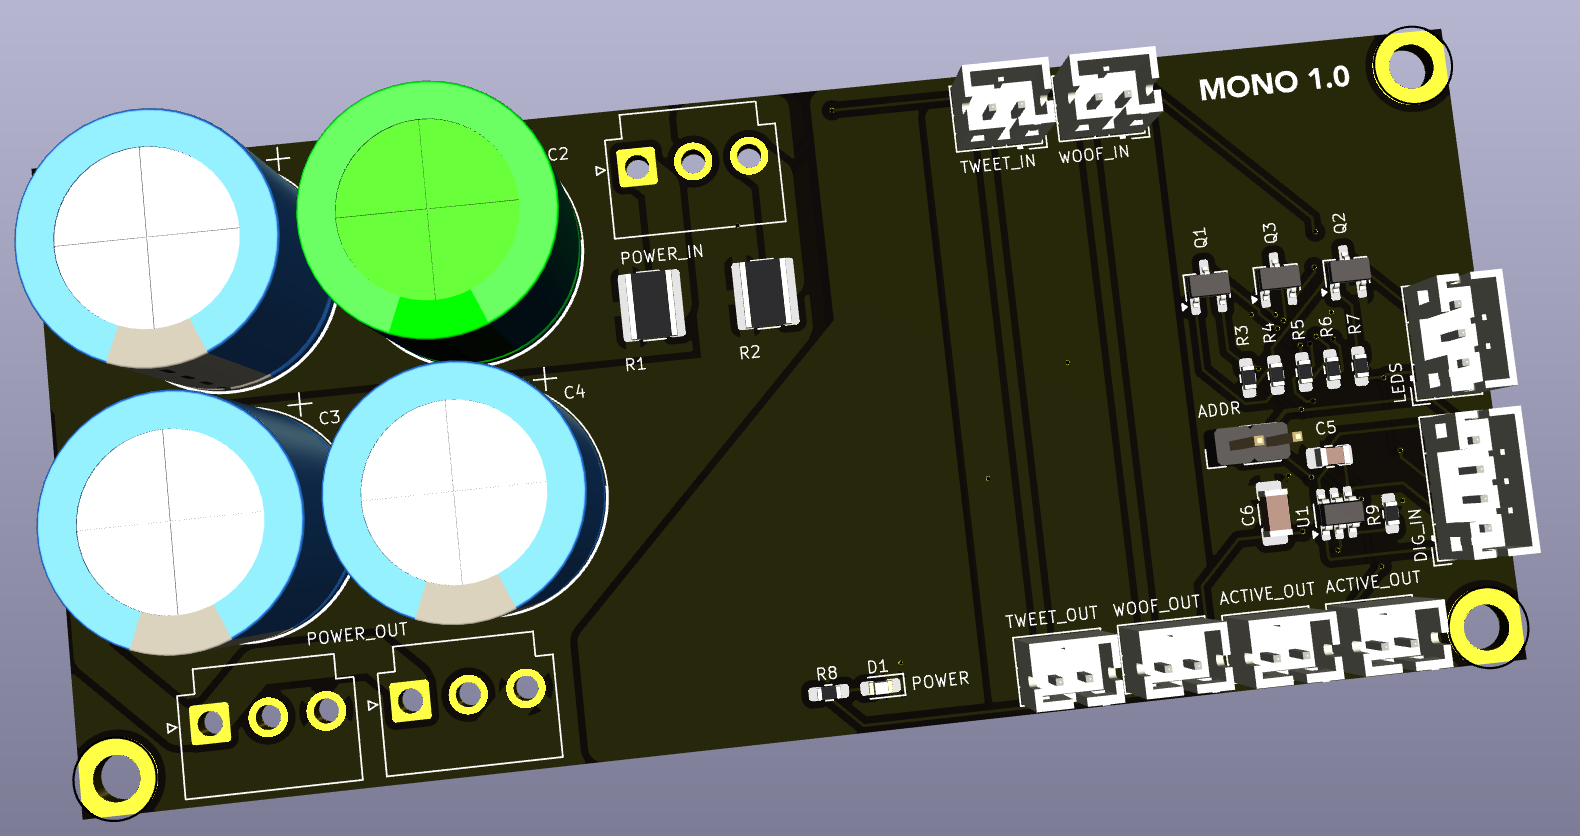 MONO 1.0
TWEET_IN
WOOF_IN
C2
POWER_IN
R1
R2
Q1
Q3
Q2
R3
R4
R5
R6
R7
LEDS
ADDR
C5
C3
C4
C6
U1
R9
DIG_IN
POWER_OUT
R8
D1
POWER
TWEET_OUT
WOOF_OUT
ACTIVE_OUT
ACTIVE_OUT